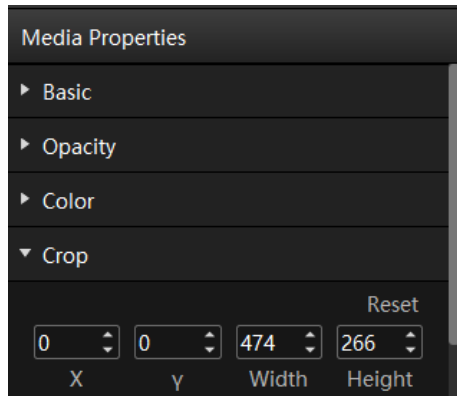 Media Properties
Basic
Opacity
Color
Crop
Reset
0 0 474 266
X Y Width Height